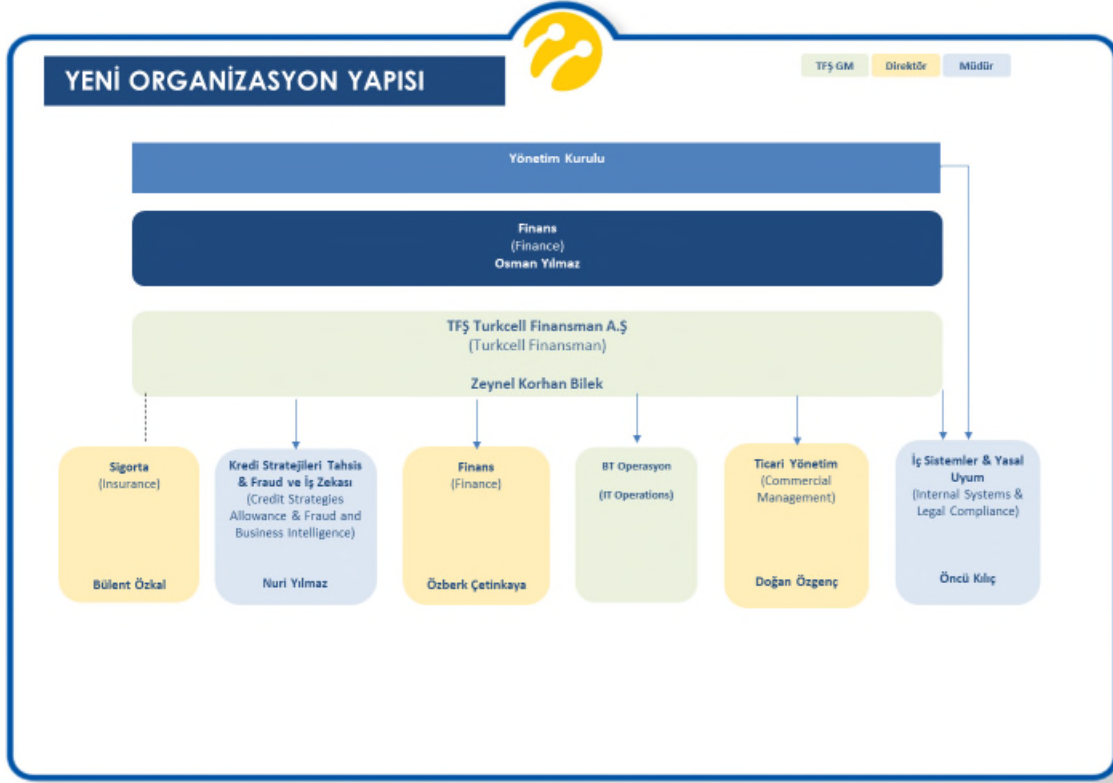 YENİ ORGANİZASYON YAPISI
TFŞ GM
Direktör
Müdür
Yönetim Kurulu
Finans
(Finance)
Osman Yılmaz
TFŞ Turkcell Finansman A.Ş
(Turkcell Finansman)
Zeynel Korhan Bilek
Sigorta
(Insurance)
Bülent Özkal
Kredi Stratejileri Tahsis
& Fraud ve İş Zekası
(Credit Strategies
Allowance & Fraud and
Business Intelligence)
Nuri Yılmaz
Finans
(Finance)
Özberk Çetinkaya
BT Operasyon
(IT Operations)
Ticari Yönetim
(Commercial
Management)
Doğan Özgenç
İç Sistemler & Yasal
Uyum
(Internal Systems &
Legal Compliance)
Öncü Kılıç